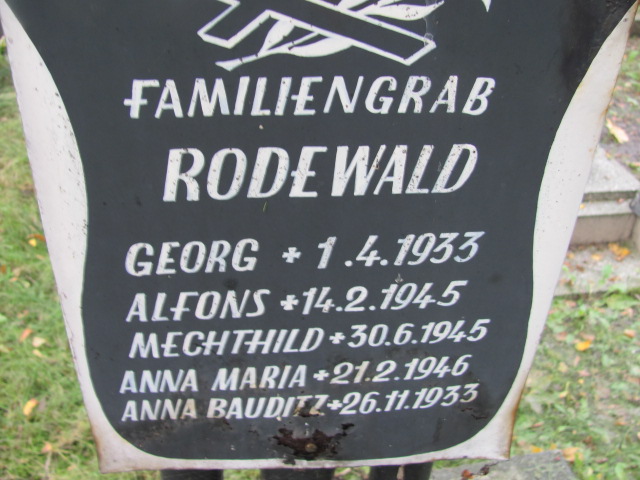 FAMILIENGRAB
RODEWALD
GEORG + 1.4.1933
ALFONS + 14.2.1945
MECHTHILD + 30.6.1945
ANNA MARIA + 21.2.1946
ANNA BAUDITZ + 26.11.1933